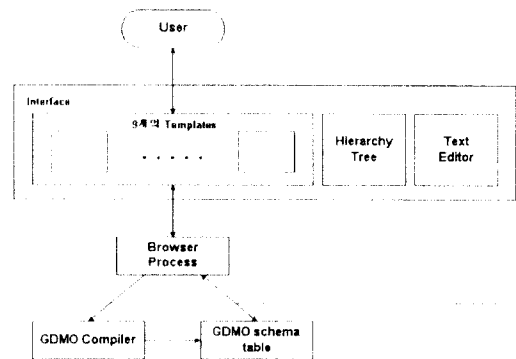 User
Interface
9개의 Templates
. . . . .
Hierarchy
Tree
Text
Editor
Browser
Process
GDMO Compiler
GDMO schema
table